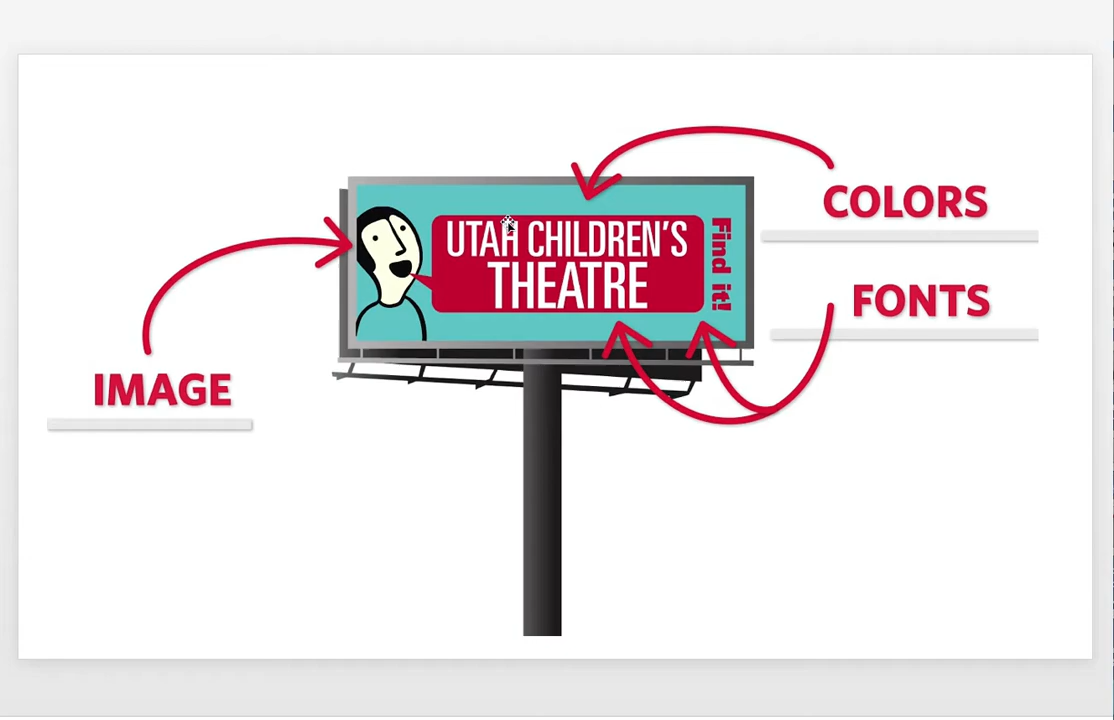 COLORS
UTAH CHILDREN'S
THEATRE
Find it!
FONTS
IMAGE